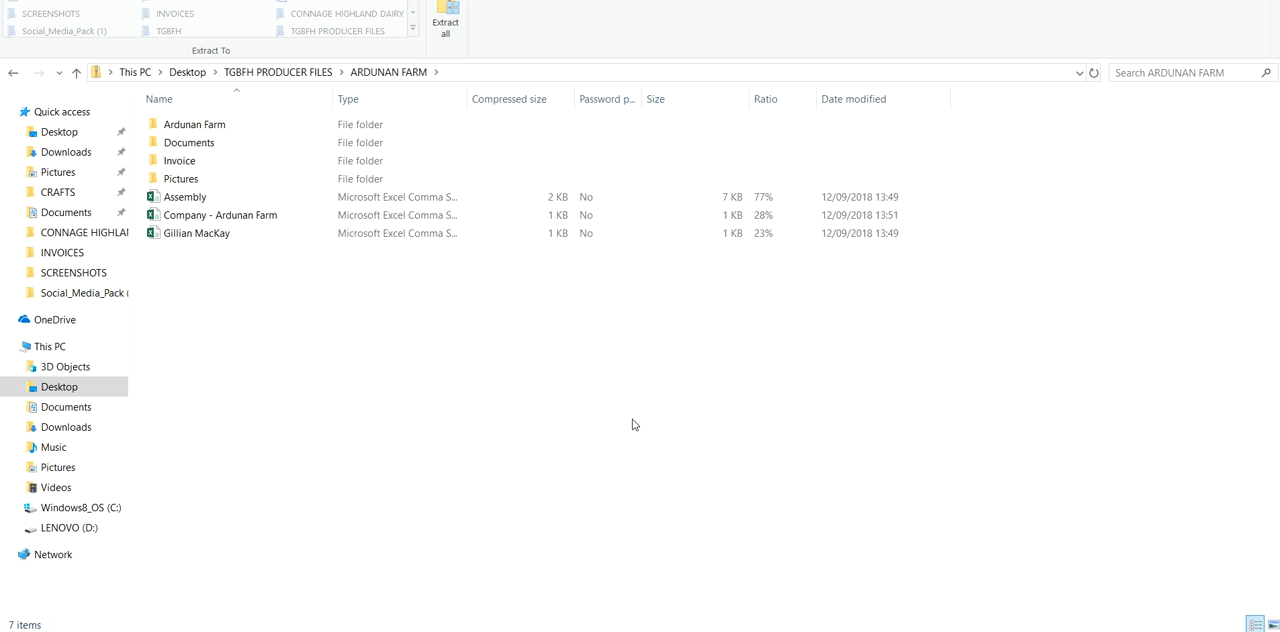 SCREENSHOTS INVOICES CONNAGE HIGHLAND DAIRY
Social_Media_Pack (1) TGBFH TGBFH PRODUCER FILES
Extract To
Extract
all
This PC > Desktop > TGBFH PRODUCER FILES > ARDUNAN FARM >
Search ARDUNAN FARM
Name Type Compressed size Password p... Size Ratio Date modified
Ardunan Farm File folder
Documents File folder
Invoice File folder
Pictures File folder
Assembly Microsoft Excel Comma S... 2 KB No 7 KB 77% 12/09/2018 13:49
Company - Ardunan Farm Microsoft Excel Comma S... 1 KB No 1 KB 28% 12/09/2018 13:51
Gillian MacKay Microsoft Excel Comma S... 1 KB No 1 KB 23% 12/09/2018 13:49
Quick access
Desktop
Downloads
Pictures
CRAFTS
Documents
CONNAGE HIGHLAN
INVOICES
SCREENSHOTS
Social_Media_Pack (
OneDrive
This PC
3D Objects
Desktop
Documents
Downloads
Music
Pictures
Videos
Windows8_OS (C:)
LENOVO (D:)
Network
7 items